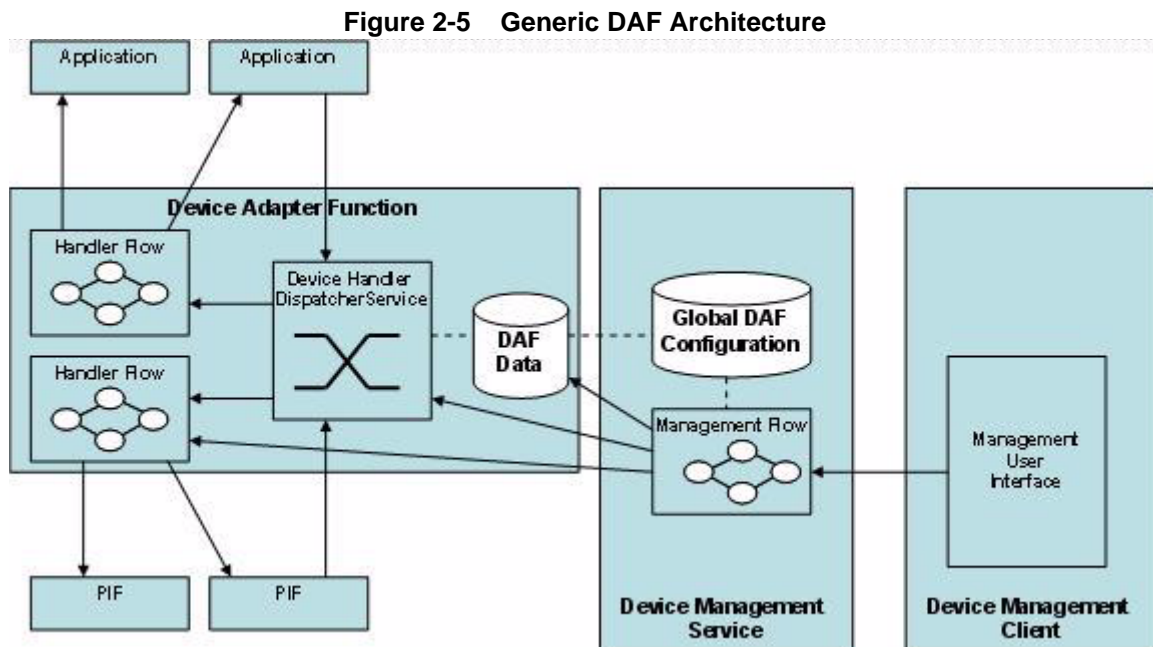 Figure 2-5    Generic DAF Architecture
Application
Application
Device Adapter Function
Handler Flow
Device Handler
DispatcherService
DAF
Data
Global DAF
Configuration
Handler Flow
Management Flow
Management
User
Interface
PIF
PIF
Device Management
Service
Device Management
Client